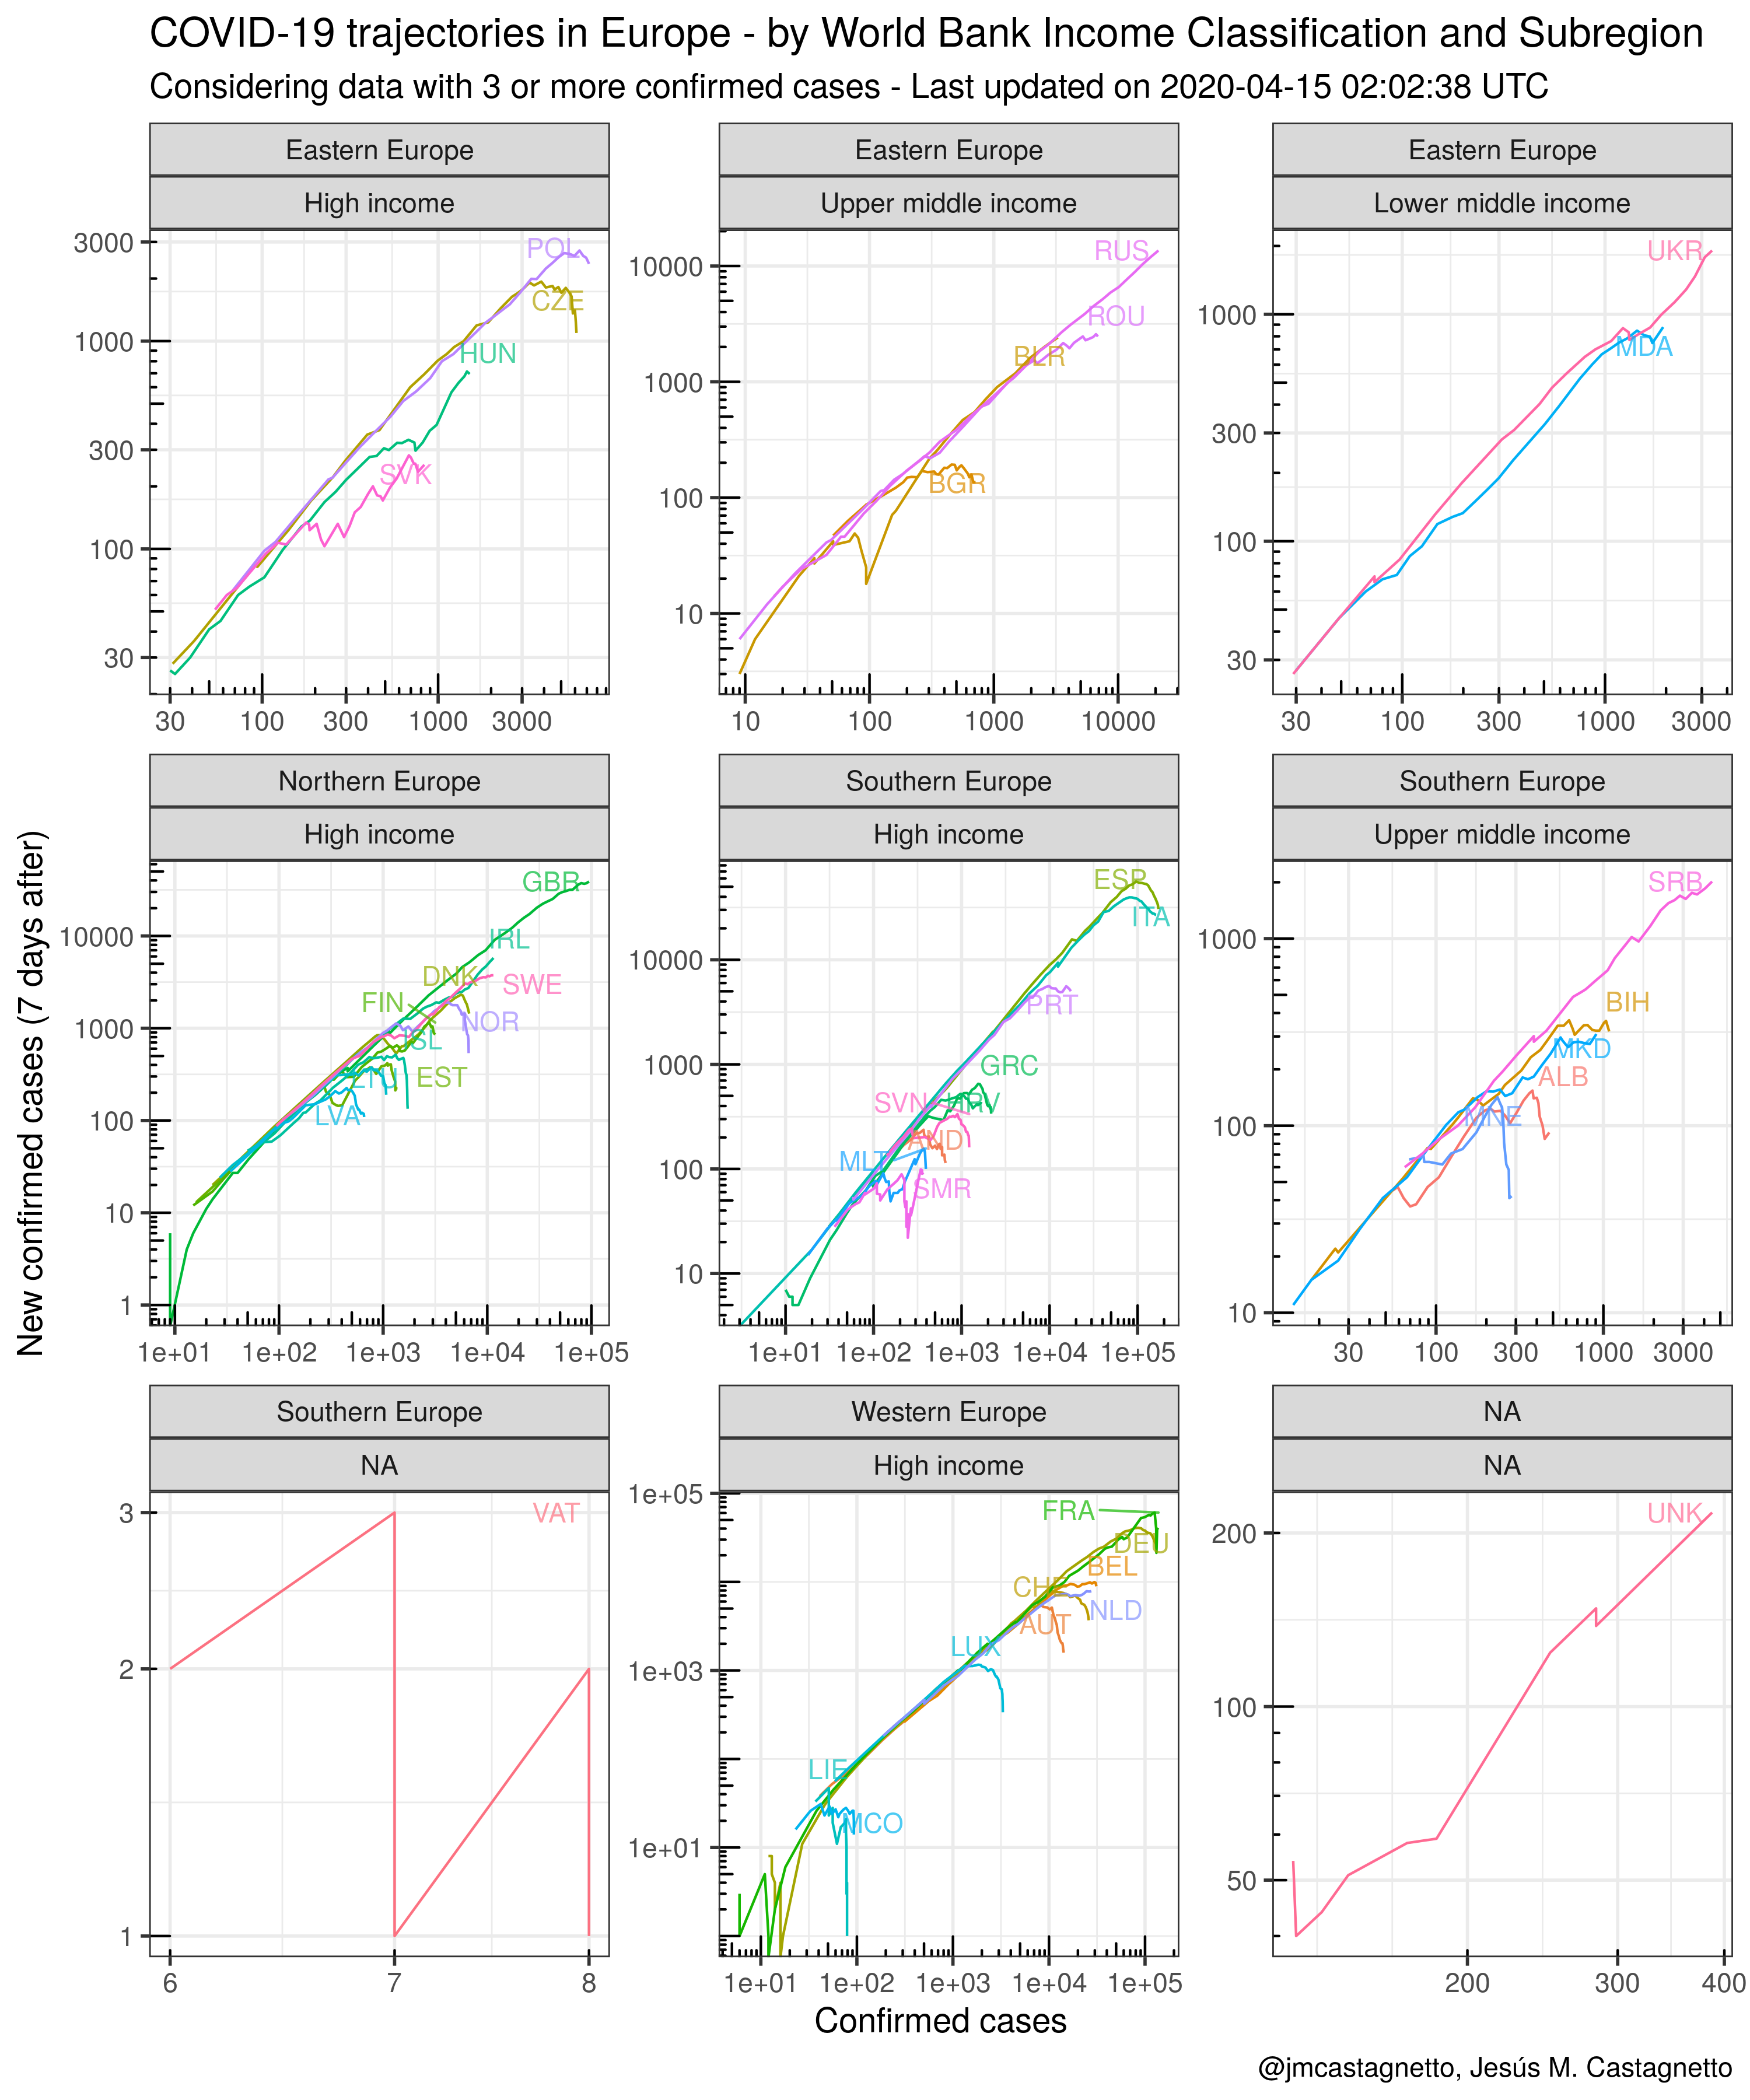 COVID-19 trajectories in Europe - by World Bank Income Classification and Subregion
Considering data with 3 or more confirmed cases - Last updated on 2020-04-15 02:02:38 UTC
New confirmed cases (7 days after)
Eastern Europe
High income
3000
1000
300
100
30
POL
CZE
HUN
SVK
30 100 300 1000 3000
Eastern Europe
Upper middle income
10000
1000
100
10
RUS
ROU
BLR
BGR
10 100 1000 10000
Eastern Europe
Lower middle income
1000
300
100
30
UKR
MDA
30 100 300 1000 3000
Northern Europe
High income
10000
1000
100
10
1
GBR
IRL
DNK
SWE
FIN
NOR
ISL
EST
LTU
LVA
1e+01 1e+02 1e+03 1e+04 1e+05
Southern Europe
High income
10000
1000
100
10
ESP
ITA
PRT
GRC
SVN
HRV
AND
MLT
SMR
1e+01 1e+02 1e+03 1e+04 1e+05
Southern Europe
Upper middle income
1000
100
10
SRB
BIH
MKD
ALB
MNE
30 100 300 1000 3000
Southern Europe
NA
3
2
1
VAT
6 7 8
Western Europe
High income
1e+05
1e+03
1e+01
FRA
DEU
BEL
CHE
NLD
AUT
LUX
LIE
MCO
1e+01 1e+02 1e+03 1e+04 1e+05
NA
NA
200
100
50
UNK
200 300 400
Confirmed cases
@jmcastagnetto, Jesús M. Castagnetto